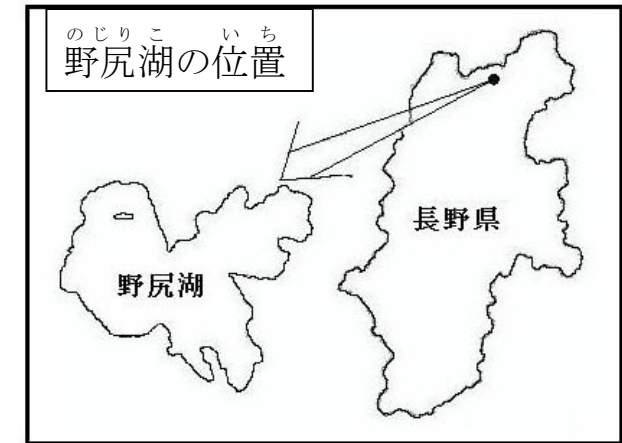 のじりこ いち
野尻湖の位置
長野県
野尻湖